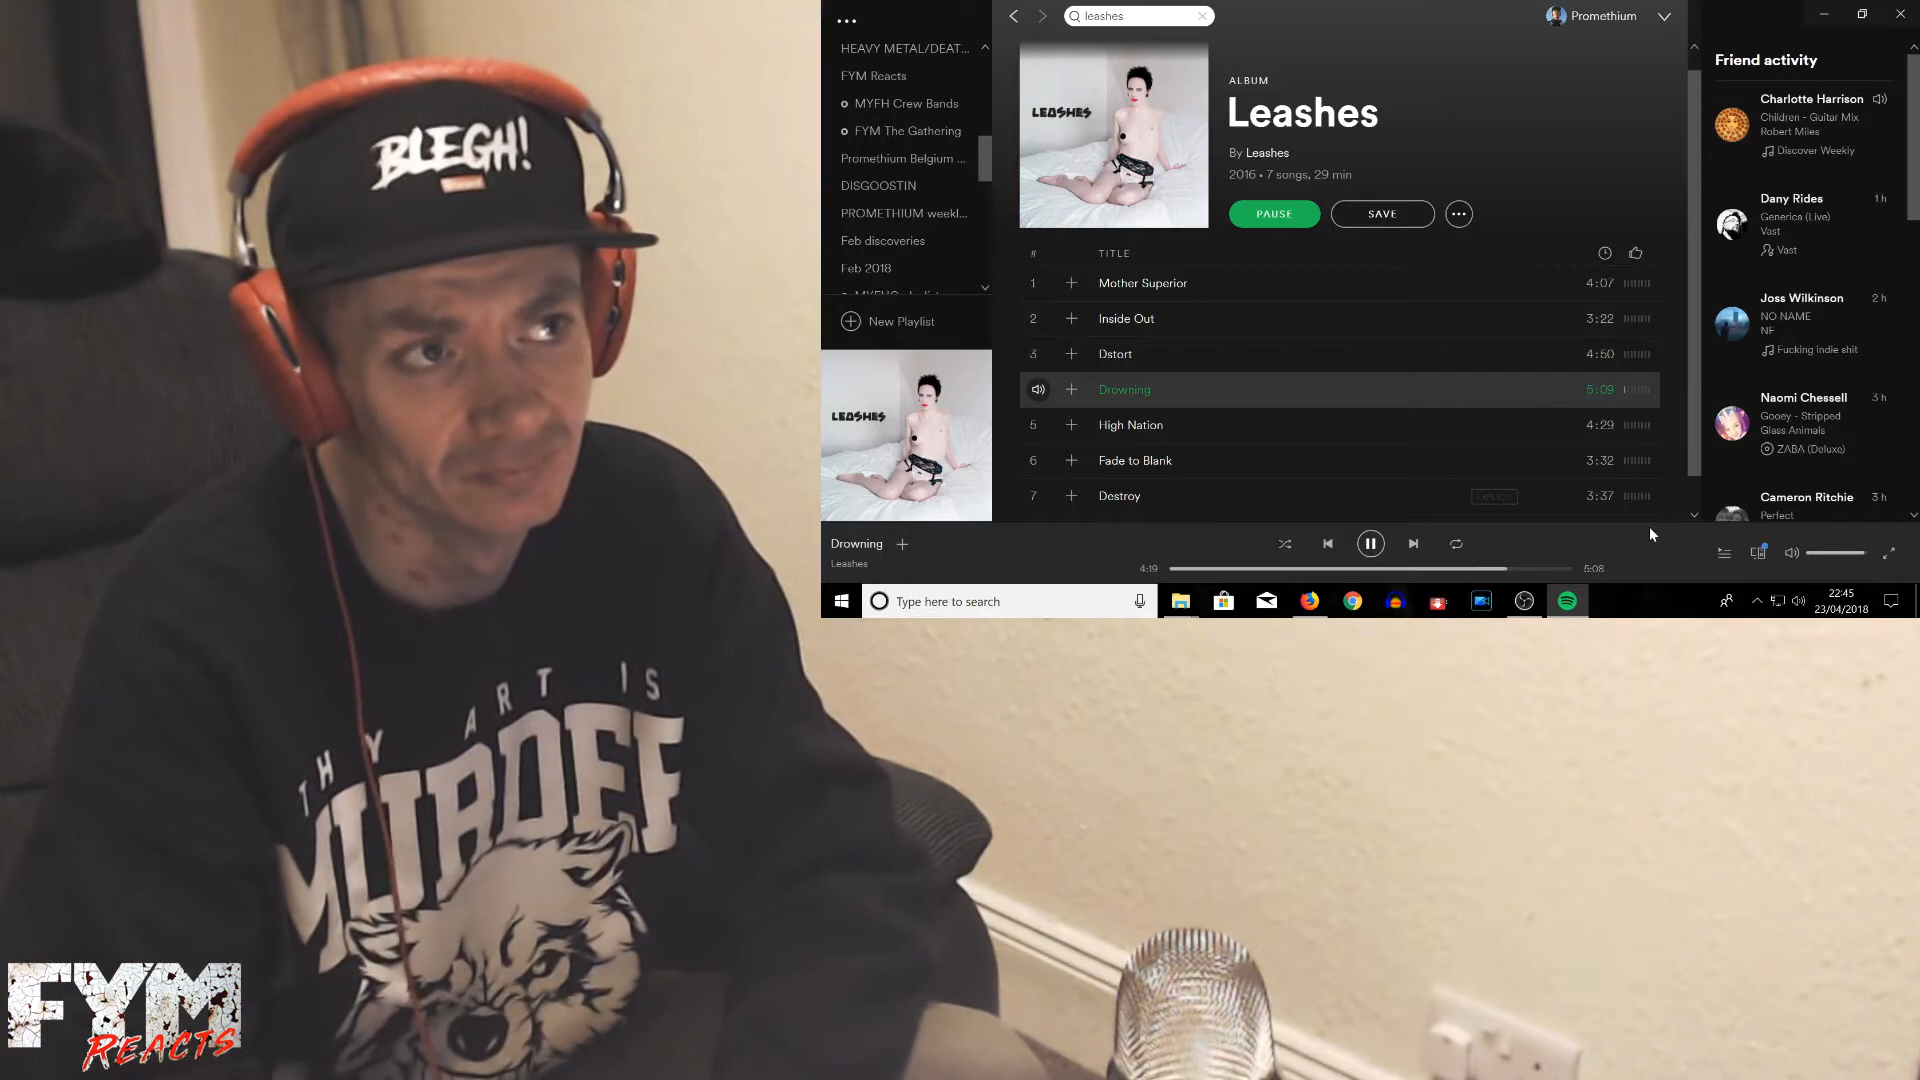 BLEGH!
THY ART IS
MURDER
FYM
REACTS
HEAVY METAL/DEAT...
FYM Reacts
MYFH Crew Bands
FYM The Gathering
Promethium Belgium ...
DISGOOSTIN
PROMETHIUM weekl...
Feb discoveries
Feb 2018
New Playlist
LEASHES
Drowning
Leashes
leashes
Promethium
LEASHES
ALBUM
Leashes
By Leashes
2016 • 7 songs, 29 min
PAUSE
SAVE
# TITLE
1 Mother Superior 4:07
2 Inside Out 3:22
3 Dstort 4:50
Drowning 5:09
5 High Nation 4:29
6 Fade to Blank 3:32
7 Destroy EXPLICIT 3:37
4:19 5:08
Friend activity
Charlotte Harrison
Children - Guitar Mix
Robert Miles
Discover Weekly
Dany Rides 1 h
Generica (Live)
Vast
Vast
Joss Wilkinson 2 h
NO NAME
NF
Fucking indie shit
Naomi Chessell 3 h
Gooey - Stripped
Glass Animals
ZABA (Deluxe)
Cameron Ritchie 3 h
Perfect
Type here to search
22:45
23/04/2018